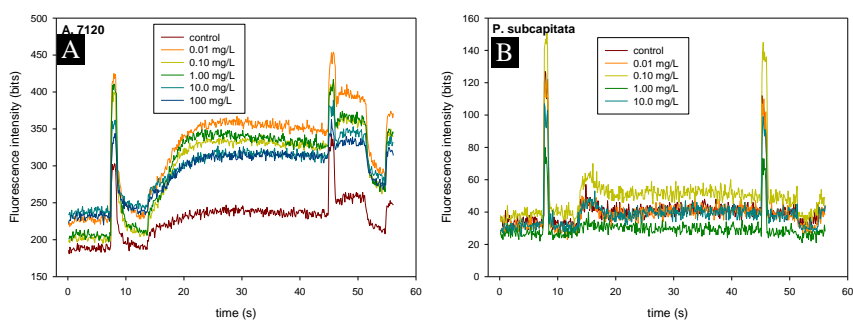 A. 7120
A
Fluorescence intensity (bits)
500
450
400
350
300
250
200
150
control
0.01 mg/L
0.10 mg/L
1.00 mg/L
10.0 mg/L
100 mg/L
0 10 20 30 40 50 60
time (s)
P. subcapitata
B
Fluorescence intensity (bits)
160
140
120
100
80
60
40
20
0
control
0.01 mg/L
0.10 mg/L
1.00 mg/L
10.0 mg/L
0 10 20 30 40 50 60
time (s)